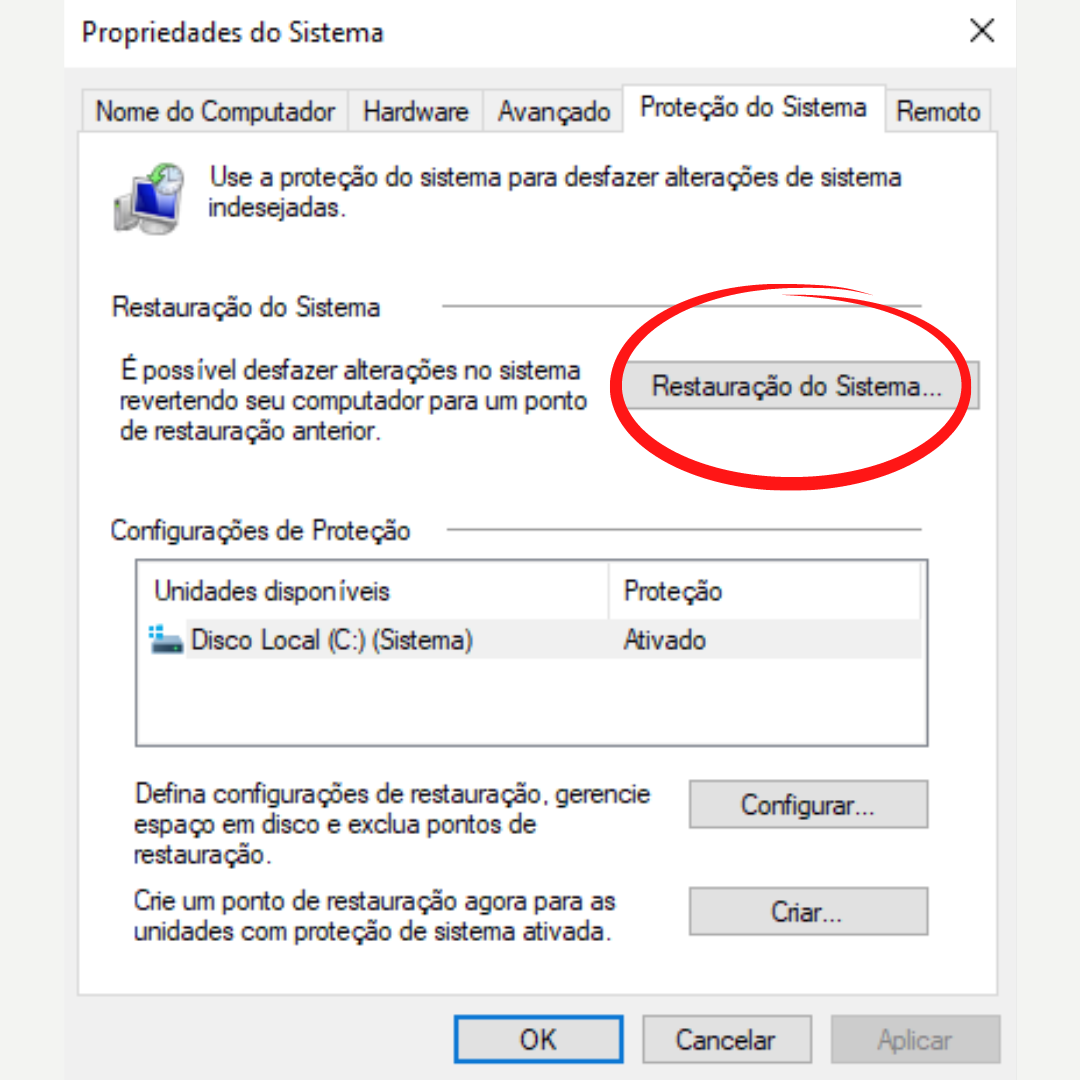 Propriedades do Sistema
Nome do Computador
Hardware
Avançado
Proteção do Sistema
Remoto
Use a proteção do sistema para desfazer alterações de sistema
indesejadas.
Restauração do Sistema
É possível desfazer alterações no sistema
revertendo seu computador para um ponto
de restauração anterior.
Restauração do Sistema...
Configurações de Proteção
Unidades disponíveis
Proteção
Disco Local (C:) (Sistema)
Ativado
Defina configurações de restauração, gerencie
espaço em disco e exclua pontos de
restauração.
Configurar...
Crie um ponto de restauração agora para as
unidades com proteção de sistema ativada.
Criar...
OK
Cancelar
Aplicar